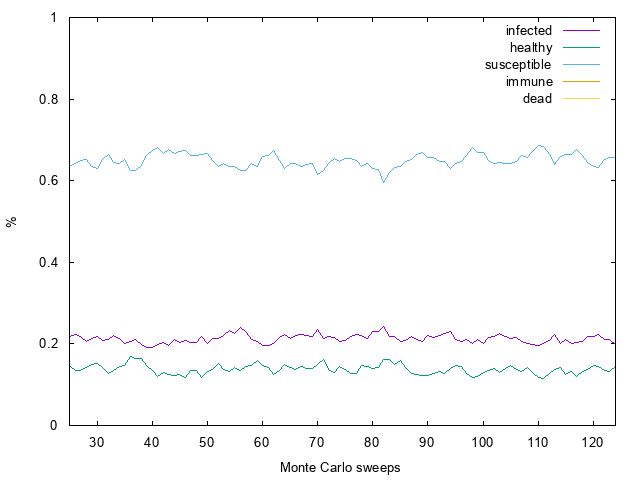 1
0.8
0.6
0.4
0.2
0
%
infected
healthy
susceptible
immune
dead
30 40 50 60 70 80 90 100 110 120
Monte Carlo sweeps